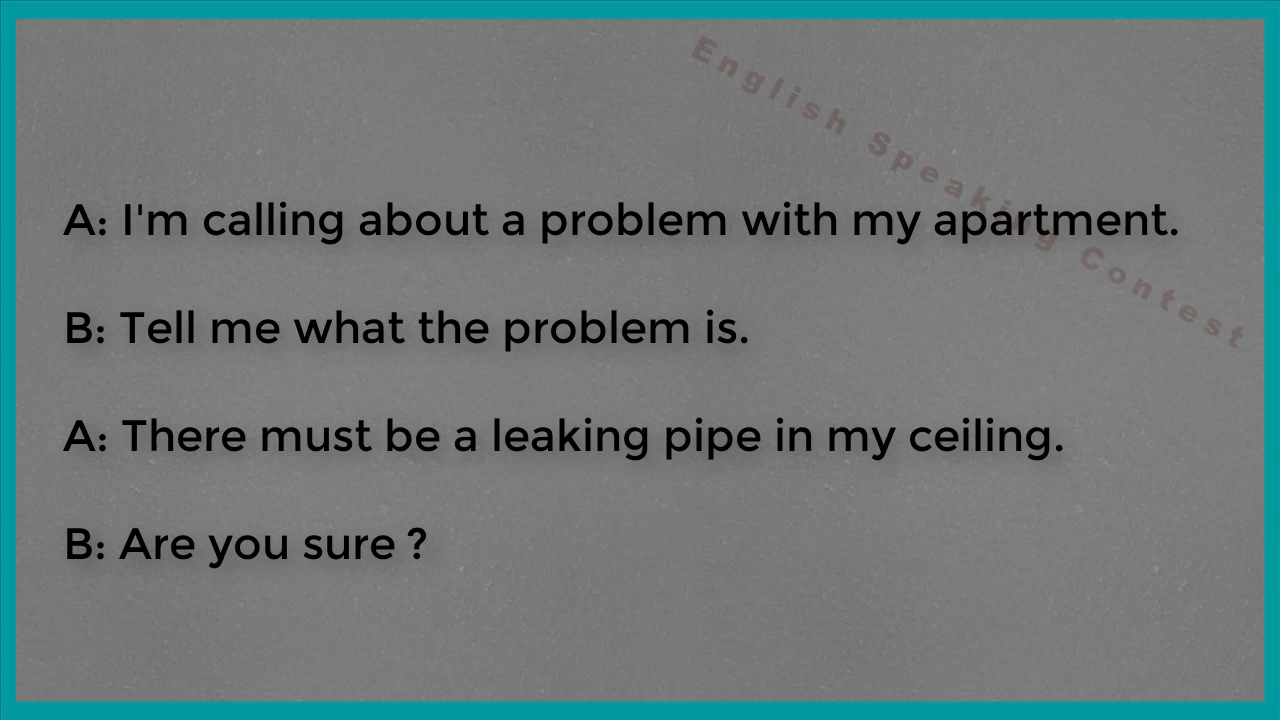 English Speaking Contest
A: I'm calling about a problem with my apartment.
B: Tell me what the problem is.
A: There must be a leaking pipe in my ceiling.
B: Are you sure ?